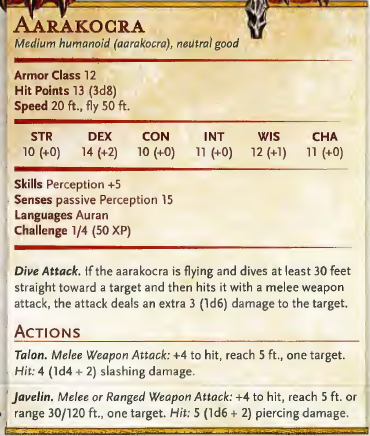 AARAKOCRA
Medium humanoid (aarakocra), neutral good
Armor Class 12
Hit Points 13 (3d8)
Speed 20 ft., fly 50 ft.
STR DEX CON INT WIS CHA
10 (+0) 14 (+2) 10 (+0) 11 (+0) 12 (+1) 11 (+0)
Skills Perception +5
Senses passive Perception 15
Languages Auran
Challenge 1/4 (50 XP)
Dive Attack. If the aarakocra is flying and dives at least 30 feet
straight toward a target and then hits it with a melee weapon
attack, the attack deals an extra 3 (1d6) damage to the target.
ACTIONS
Talon. Melee Weapon Attack: +4 to hit, reach 5 ft., one target.
Hit: 4 (1d4 + 2) slashing damage.
Javelin. Melee or Ranged Weapon Attack: +4 to hit, reach 5 ft. or
range 30/120 ft., one target. Hit: 5 (1d6 + 2) piercing damage.